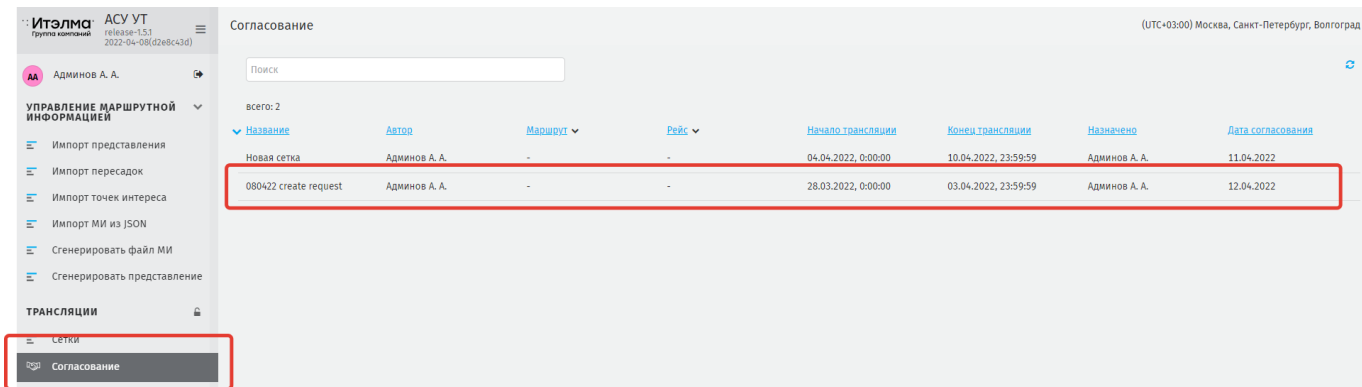 Итэлма
Группа компаний
АСУ УТ
release-1.5.1
2022-04-08(d2e8c43d)
Согласование
(UTC+03:00) Москва, Санкт-Петербург, Волгоград
АА
Админов А. А.
Поиск
УПРАВЛЕНИЕ МАРШРУТНОЙ
ИНФОРМАЦИЕЙ
всего: 2
Название Автор Маршрут Рейс Начало трансляции Конец трансляции Назначено Дата согласования
Импорт представления
Новая сетка Админов А. А. - - 04.04.2022, 0:00:00 10.04.2022, 23:59:59 Админов А. А. 11.04.2022
Импорт пересадок
080422 create request Админов А. А. - - 28.03.2022, 0:00:00 03.04.2022, 23:59:59 Админов А. А. 12.04.2022
Импорт точек интереса
Импорт МИ из JSON
Сгенерировать файл МИ
Сгенерировать представление
ТРАНСЛЯЦИИ
Сетки
Согласование